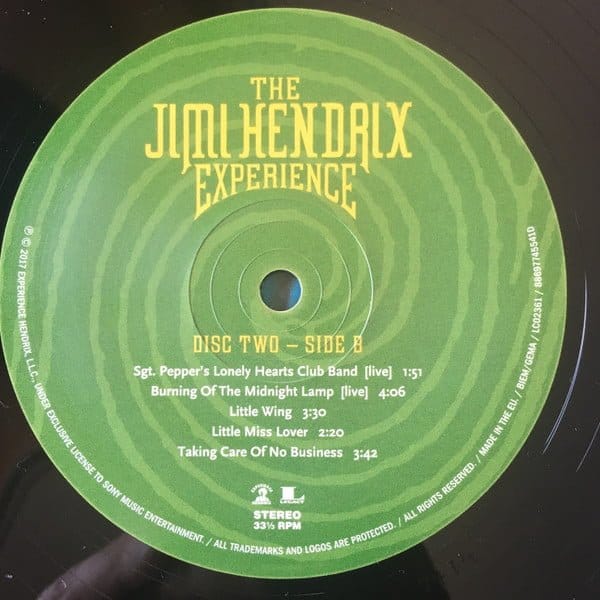 THE
JIMI HENDRIX
EXPERIENCE
DISC TWO – SIDE B
Sgt. Pepper's Lonely Hearts Club Band [live] 1:51
Burning Of The Midnight Lamp [live] 4:06
Little Wing 3:30
Little Miss Lover 2:20
Taking Care Of No Business 3:42
LEGACY
STEREO
33⅓ RPM
℗ © 2017 EXPERIENCE HENDRIX, L.L.C., UNDER EXCLUSIVE LICENSE TO SONY MUSIC ENTERTAINMENT. / ALL TRADEMARKS AND LOGOS ARE PROTECTED. / ALL RIGHTS RESERVED. / MADE IN THE EU. / BIEM/GEMA / LC02361 / 88697745541D